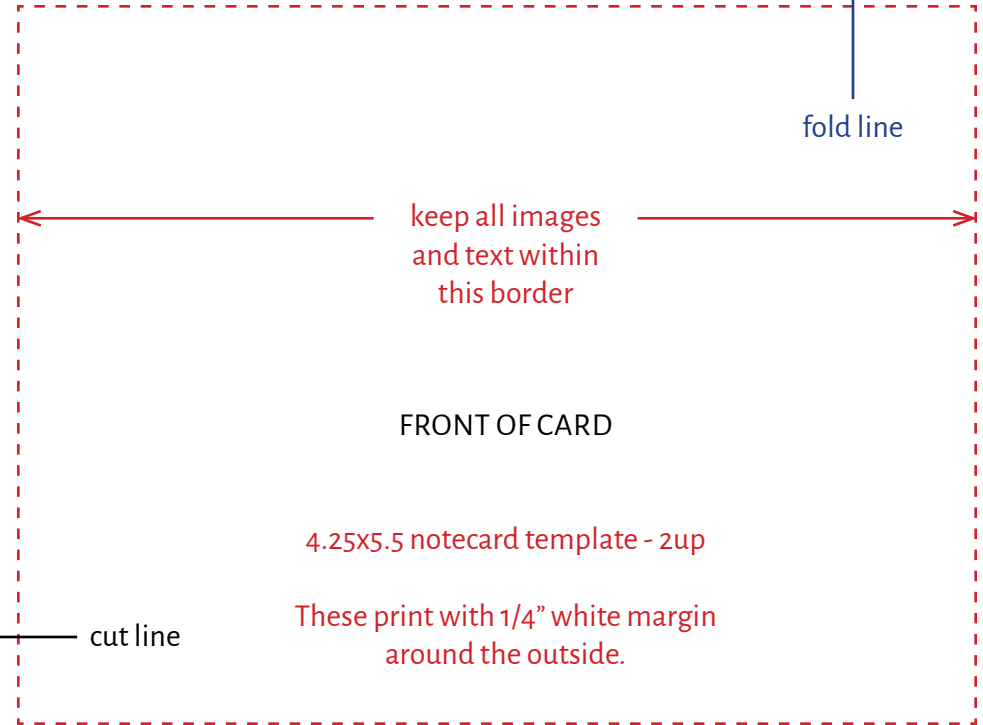 fold line
keep all images
and text within
this border
FRONT OF CARD
4.25x5.5 notecard template - 2up
These print with 1/4” white margin
around the outside.
cut line